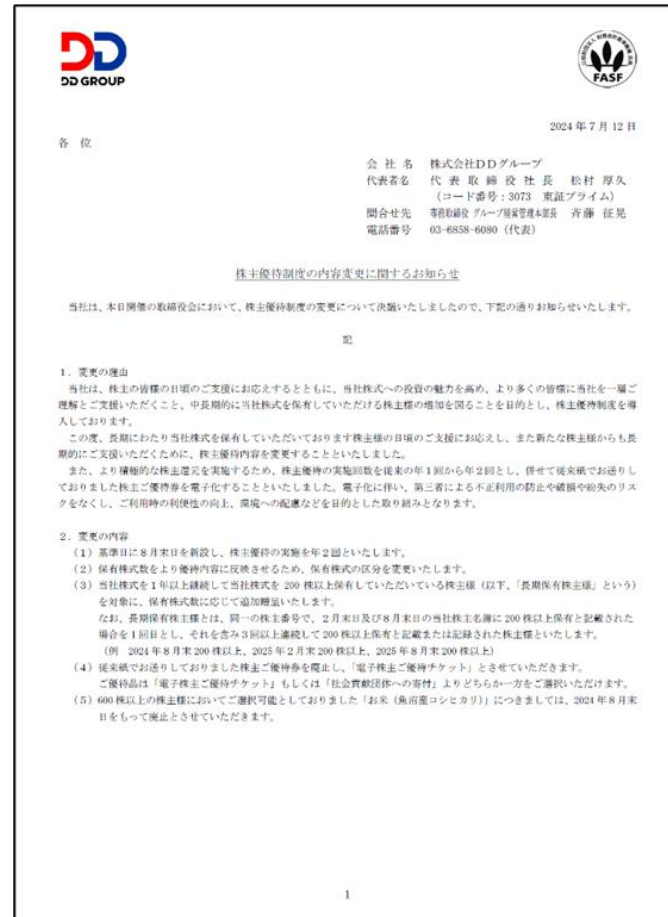 DD
DD GROUP
FASF
2024年7月12日
各 位
会 社 名 株式会社DDグループ
代表者名 代 表 取 締 役 社 長 松村 厚久
（コード番号：3073 東証プライム）
問合せ先 専務取締役 グループ経営管理本部長 斉藤 征晃
電話番号 03-6858-6080（代表）
株主優待制度の内容変更に関するお知らせ
当社は、本日開催の取締役会において、株主優待制度の変更について決議いたしましたので、下記の通りお知らせいたします。
記
１．変更の理由
当社は、株主の皆様の日頃のご支援にお応えするとともに、当社株式への投資の魅力を高め、より多くの皆様に当社を一層ご
理解とご支援いただくこと、中長期的に当社株式を保有していただける株主様の増加を図ることを目的とし、株主優待制度を導
入しております。
この度、長期にわたり当社株式を保有していただいております株主様の日頃のご支援にお応えし、また新たな株主様からも長
期的にご支援いただくために、株主優待内容を変更することといたしました。
また、より積極的な株主還元を実施するため、株主優待の実施回数を従来の年１回から年２回とし、併せて従来紙でお送りし
ておりました株主ご優待券を電子化することといたしました。電子化に伴い、第三者による不正利用の防止や破損や紛失のリス
クをなくし、ご利用時の利便性の向上、環境への配慮などを目的とした取り組みとなります。
２．変更の内容
（１）基準日に８月末日を新設し、株主優待の実施を年２回といたします。
（２）保有株式数をより優待内容に反映させるため、保有株式の区分を変更いたします。
（３）当社株式を１年以上継続して当社株式を 200 株以上保有していただいている株主様（以下、「長期保有株主様」という）
を対象に、保有株式数に応じて追加贈呈いたします。
なお、長期保有株主様とは、同一の株主番号で、２月末日及び８月末日の当社株主名簿に 200 株以上保有と記載された
場合を１回目とし、それを含み３回以上連続して 200 株以上保有と記載または記録された株主様といたします。
（例 2024 年８月末 200 株以上、2025 年２月末 200 株以上、2025 年８月末 200 株以上）
（４）従来紙でお送りしておりました株主ご優待券を廃止し、「電子株主ご優待チケット」とさせていただきます。
ご優待品は「電子株主ご優待チケット」もしくは「社会貢献団体への寄付」よりどちらか一方をご選択いただけます。
（５）600 株以上の株主様においてご選択可能としておりました「お米（魚沼産コシヒカリ）」につきましては、2024 年８月末
日をもって廃止とさせていただきます。
1